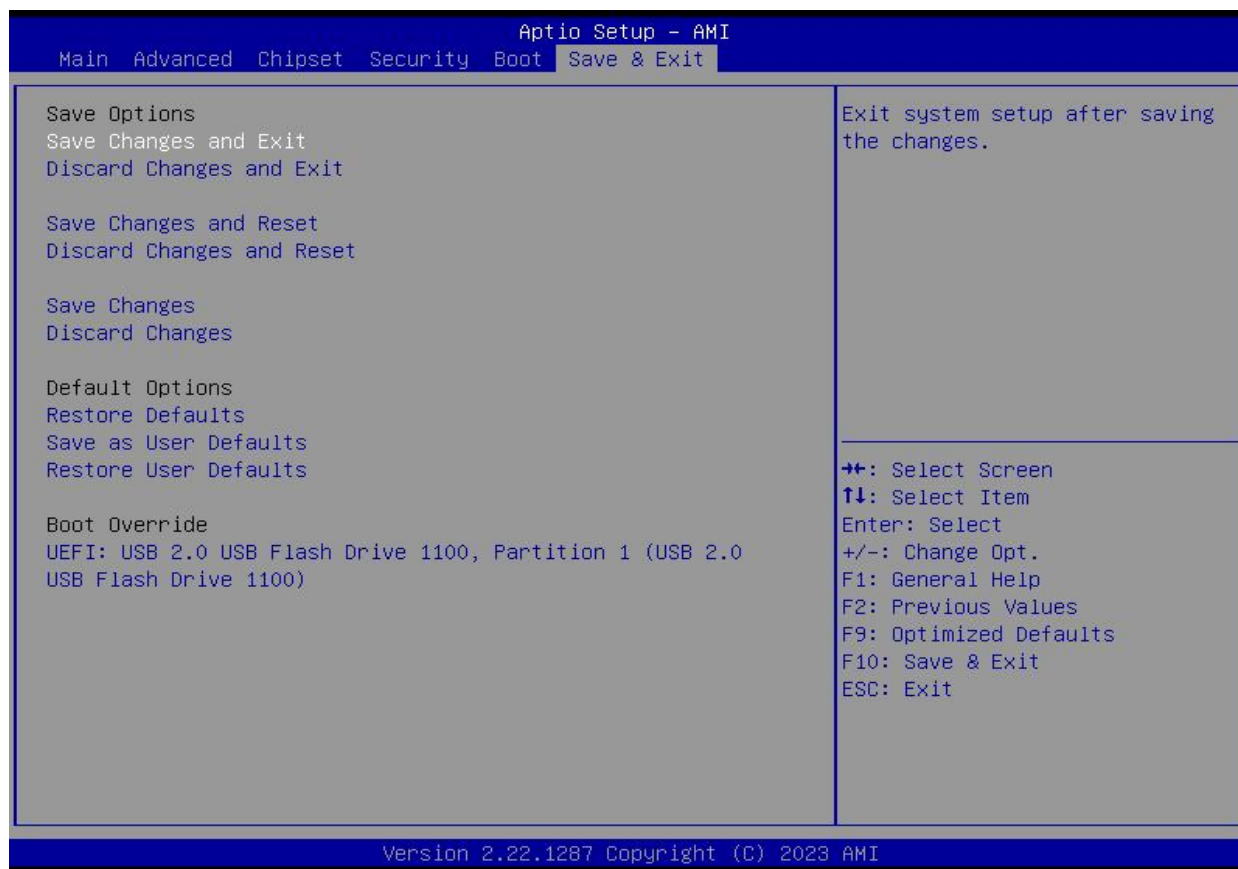 Aptio Setup – AMI
Main Advanced Chipset Security Boot Save & Exit
Save Options
Save Changes and Exit
Discard Changes and Exit
Save Changes and Reset
Discard Changes and Reset
Save Changes
Discard Changes
Default Options
Restore Defaults
Save as User Defaults
Restore User Defaults
Boot Override
UEFI: USB 2.0 USB Flash Drive 1100, Partition 1 (USB 2.0
USB Flash Drive 1100)
Exit system setup after saving
the changes.
→←: Select Screen
↑↓: Select Item
Enter: Select
+/-: Change Opt.
F1: General Help
F2: Previous Values
F9: Optimized Defaults
F10: Save & Exit
ESC: Exit
Version 2.22.1287 Copyright (C) 2023 AMI